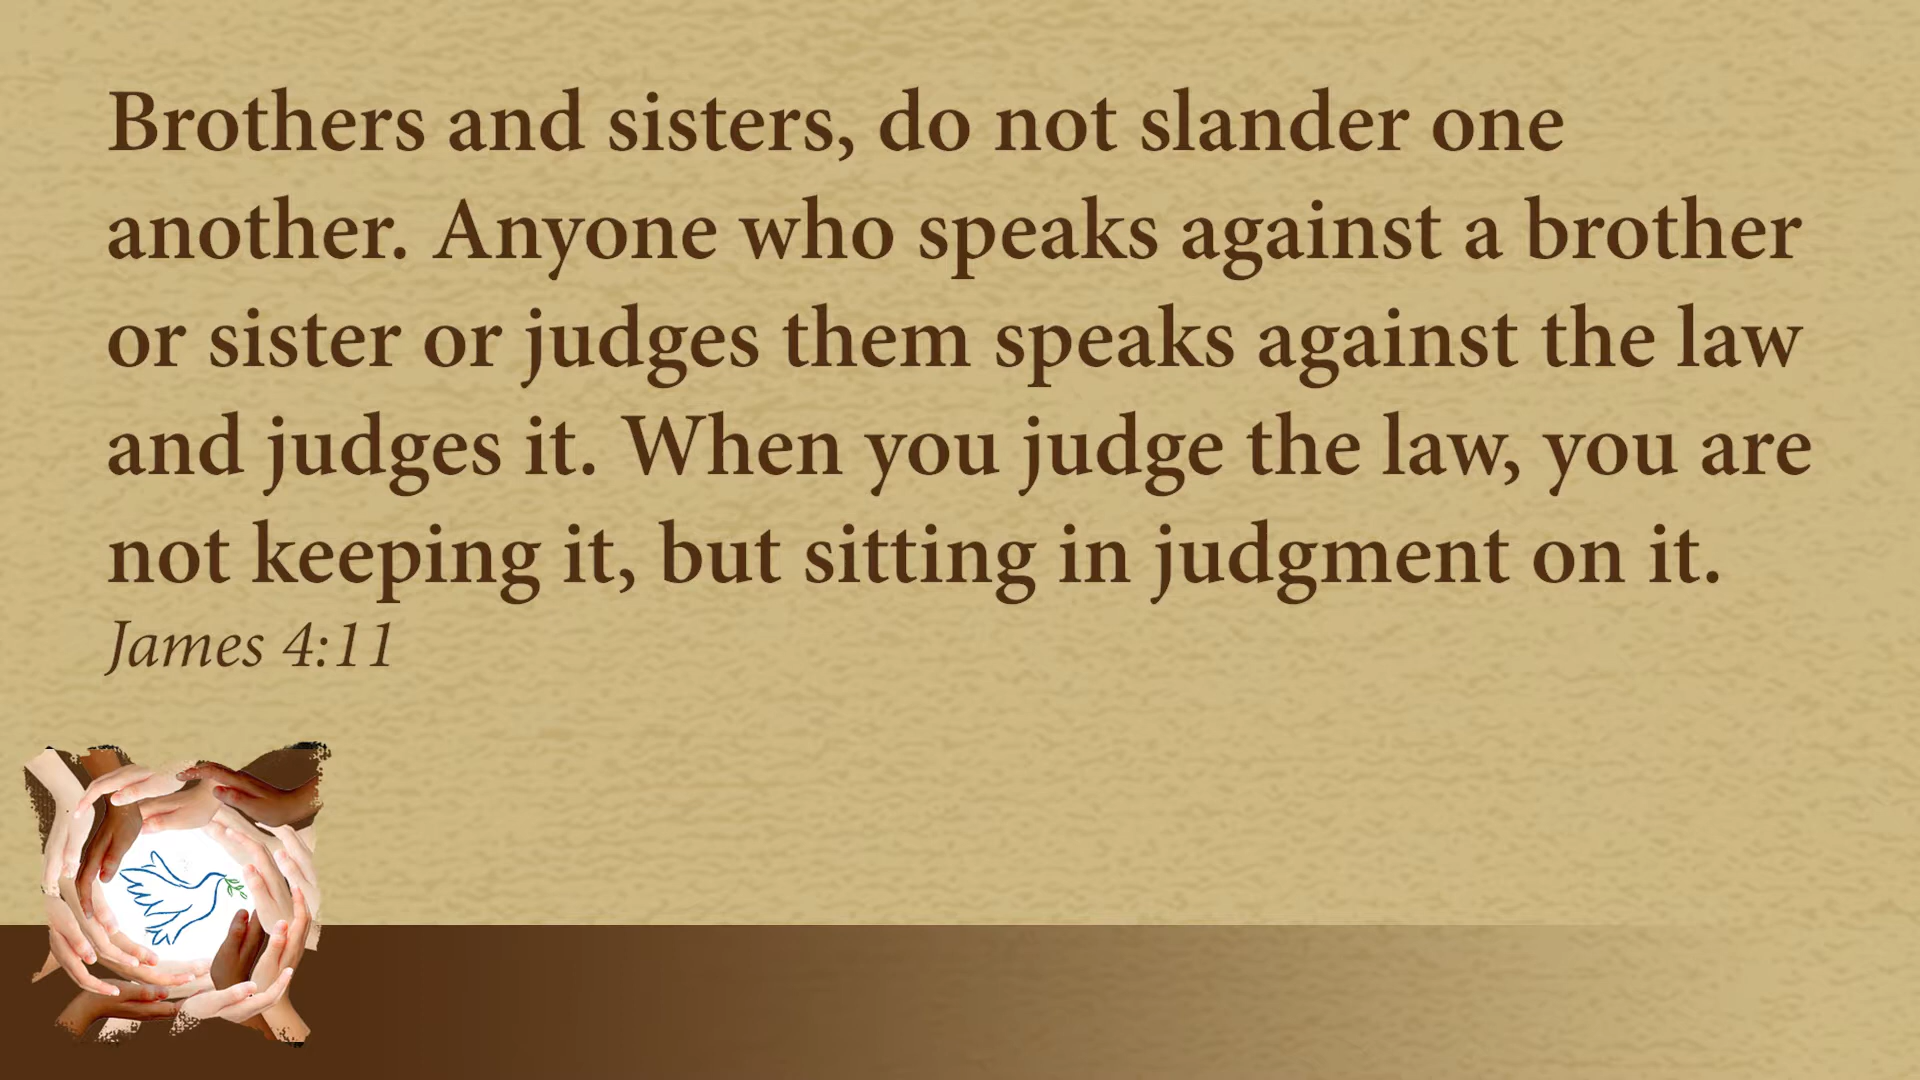 Brothers and sisters, do not slander one
another. Anyone who speaks against a brother
or sister or judges them speaks against the law
and judges it. When you judge the law, you are
not keeping it, but sitting in judgment on it.
James 4:11